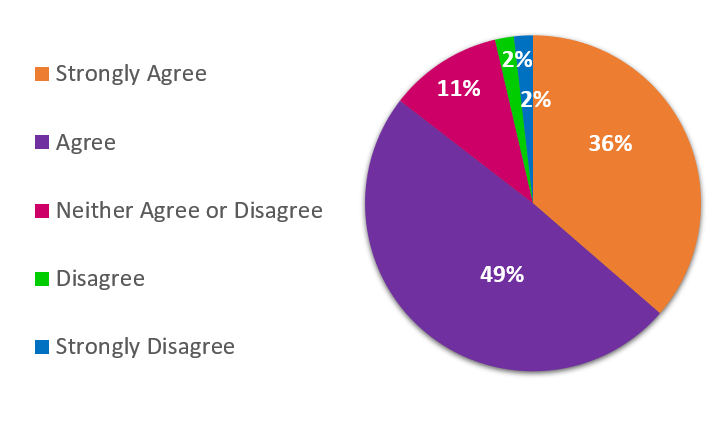 Strongly Agree
Agree
Neither Agree or Disagree
Disagree
Strongly Disagree
2%
11%
2%
36%
49%